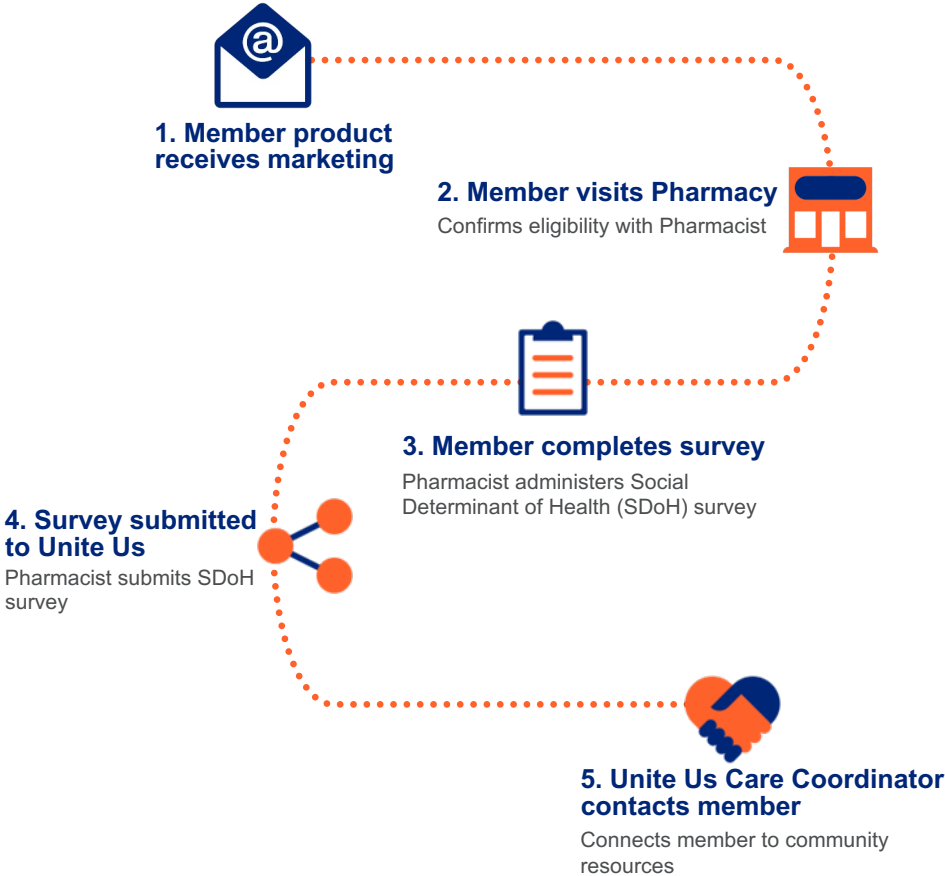 @
1. Member product
receives marketing
2. Member visits Pharmacy
Confirms eligibility with Pharmacist
3. Member completes survey
Pharmacist administers Social
Determinant of Health (SDoH) survey
4. Survey submitted
to Unite Us
Pharmacist submits SDoH
survey
5. Unite Us Care Coordinator
contacts member
Connects member to community
resources